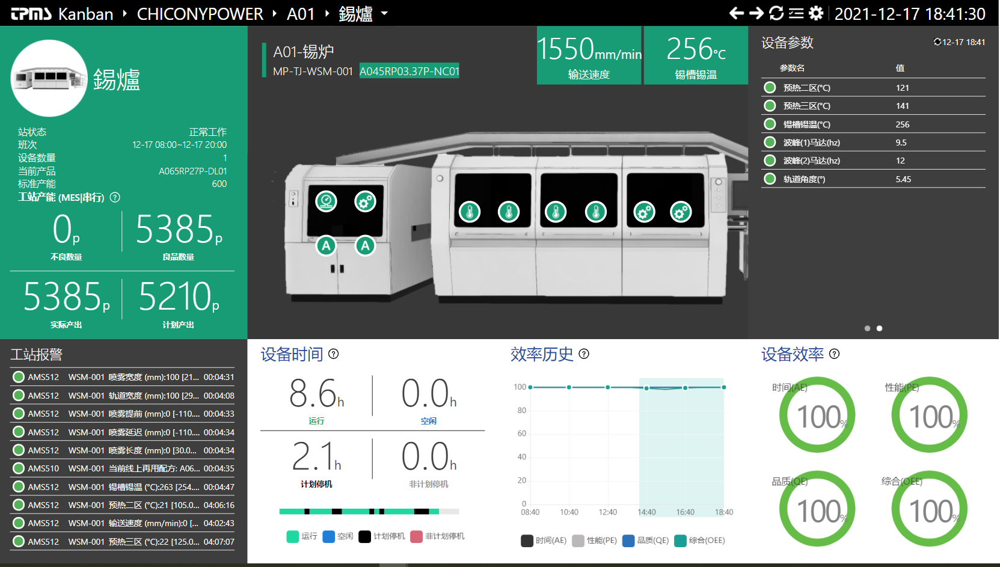 TPMS Kanban CHICONYPOWER A01 錫爐 2021-12-17 18:41:30
錫爐
站状态 正常工作
班次 12-17 08:00~12-17 20:00
设备数量 1
当前产品 A065RP27P-DL01
标准产能 600
工站产能 (MES|串行) ?
0p 5385p
不良数量 良品数量
5385p 5210p
实际产出 计划产出
A01-锡炉
MP-TJ-WSM-001 A045RP03.37P-NC01
1550mm/min
输送速度
256℃
锡槽锡温
A A
设备参数 12-17 18:41
参数名 值
预热二区(℃) 121
预热三区(℃) 141
锡槽锡温(℃) 256
波峰(1)马达(hz) 9.5
波峰(2)马达(hz) 12
轨道角度(°) 5.45
工站报警
AMS512 WSM-001 喷雾宽度 (mm):100 [21... 00:04:31
AMS512 WSM-001 轨道宽度 (mm):100 [29... 00:04:08
AMS512 WSM-001 喷雾提前 (mm):0 [-110.... 00:04:33
AMS512 WSM-001 喷雾延迟 (mm):0 [-110.... 00:04:34
AMS512 WSM-001 喷雾长度 (mm):0 [30.0... 00:04:34
AMS510 WSM-001 当前线上再用配方: A06... 00:04:35
AMS512 WSM-001 锡槽锡温 (℃):263 [254.... 00:04:47
AMS512 WSM-001 预热二区 (℃):21 [105.0... 04:06:16
AMS512 WSM-001 输送速度 (mm/min):0 [... 04:02:43
AMS512 WSM-001 预热三区 (℃):22 [125.0... 04:07:07
设备时间 ?
8.6h 0.0h
运行 空闲
2.1h 0.0h
计划停机 非计划停机
运行 空闲 计划停机 非计划停机
效率历史 ?
100
80
60
40
20
0
08:40 10:40 12:40 14:40 16:40 18:40
时间(AE) 性能(PE) 品质(QE) 综合(OEE)
设备效率 ?
时间(AE) 性能(PE)
100% 100%
品质(QE) 综合(OEE)
100% 100%